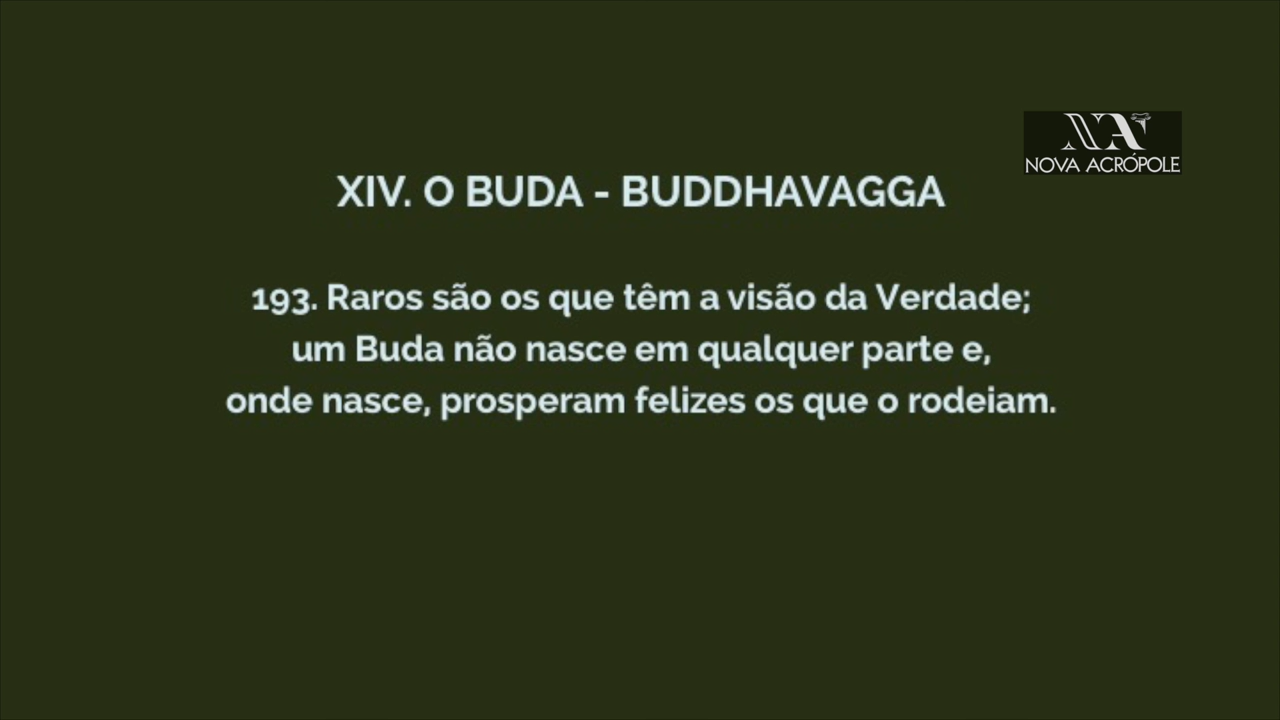 NOVA ACRÓPOLE
XIV. O BUDA - BUDDHAVAGGA
193. Raros são os que têm a visão da Verdade;
um Buda não nasce em qualquer parte e,
onde nasce, prosperam felizes os que o rodeiam.